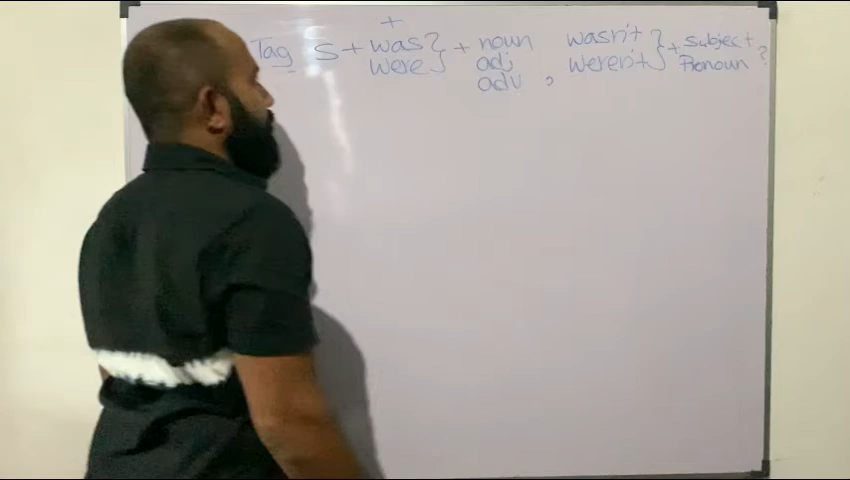 +
Tag S + was } + noun wasn't } + subject
were adj weren't Pronoun ?
adv ,